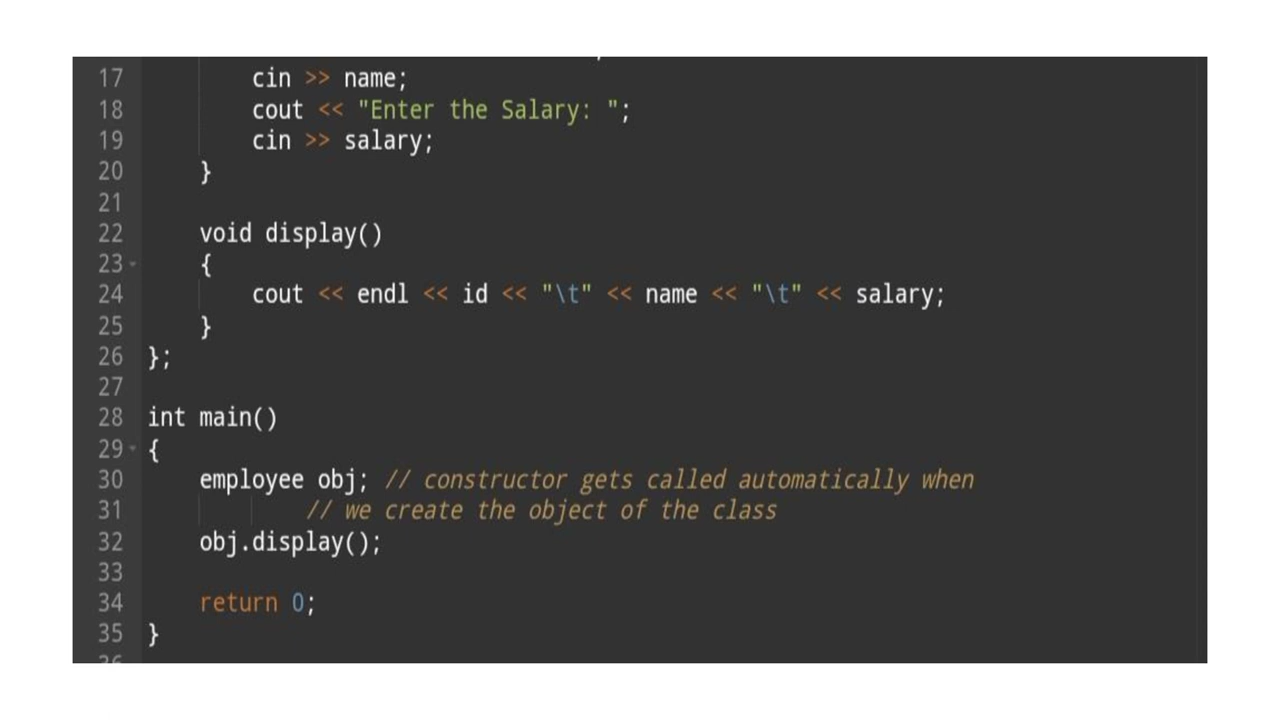 17 cin >> name;
18 cout << "Enter the Salary: ";
19 cin >> salary;
20 }
21
22 void display()
23 {
24 cout << endl << id << "\t" << name << "\t" << salary;
25 }
26 };
27
28 int main()
29 {
30 employee obj; // constructor gets called automatically when
31 // we create the object of the class
32 obj.display();
33
34 return 0;
35 }